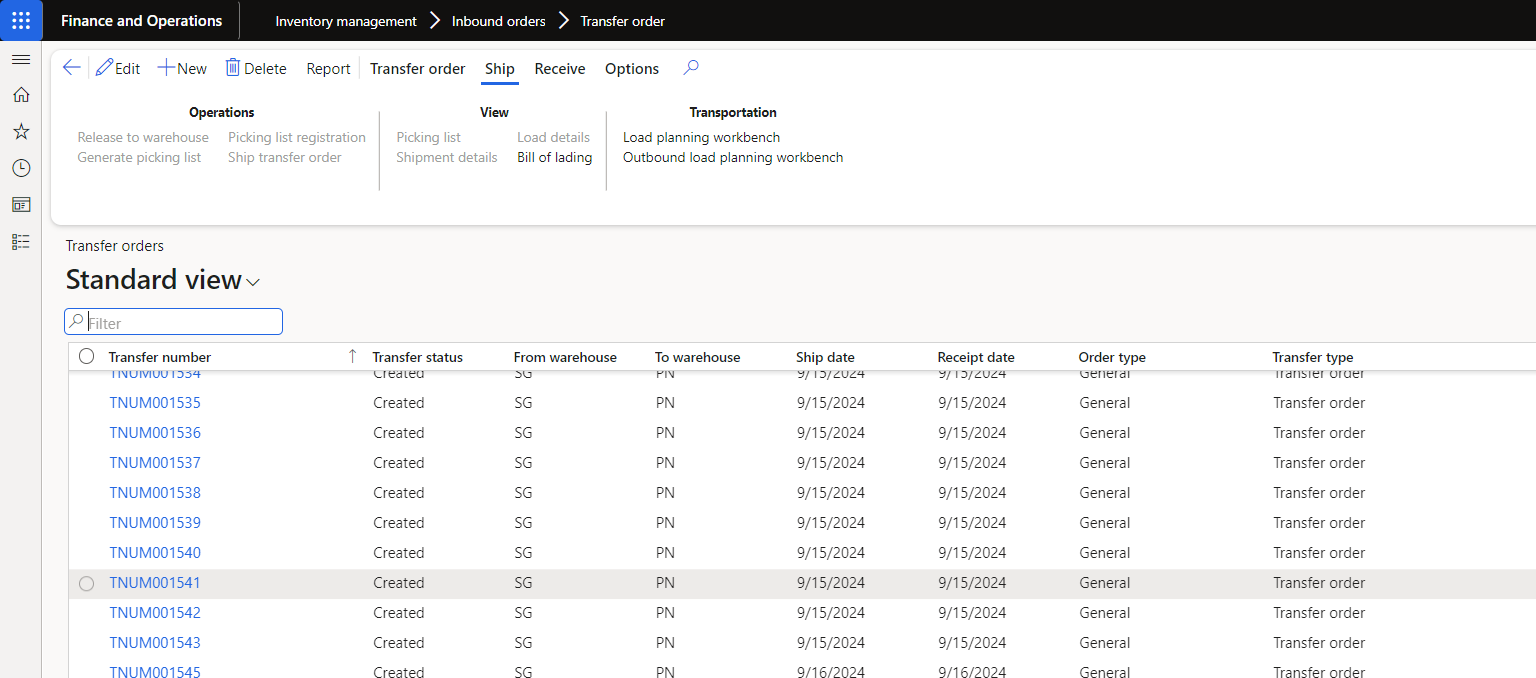 Finance and Operations Inventory management Inbound orders Transfer order
Edit New Delete Report Transfer order Ship Receive Options
Operations View Transportation
Release to warehouse Picking list registration Picking list Load details Load planning workbench
Generate picking list Ship transfer order Shipment details Bill of lading Outbound load planning workbench
Transfer orders
Standard view
Filter
Transfer number Transfer status From warehouse To warehouse Ship date Receipt date Order type Transfer type
TNUM001534 Created SG PN 9/15/2024 9/15/2024 General Transfer order
TNUM001535 Created SG PN 9/15/2024 9/15/2024 General Transfer order
TNUM001536 Created SG PN 9/15/2024 9/15/2024 General Transfer order
TNUM001537 Created SG PN 9/15/2024 9/15/2024 General Transfer order
TNUM001538 Created SG PN 9/15/2024 9/15/2024 General Transfer order
TNUM001539 Created SG PN 9/15/2024 9/15/2024 General Transfer order
TNUM001540 Created SG PN 9/15/2024 9/15/2024 General Transfer order
TNUM001541 Created SG PN 9/15/2024 9/15/2024 General Transfer order
TNUM001542 Created SG PN 9/15/2024 9/15/2024 General Transfer order
TNUM001543 Created SG PN 9/15/2024 9/15/2024 General Transfer order
TNUM001545 Created SG PN 9/16/2024 9/16/2024 General Transfer order